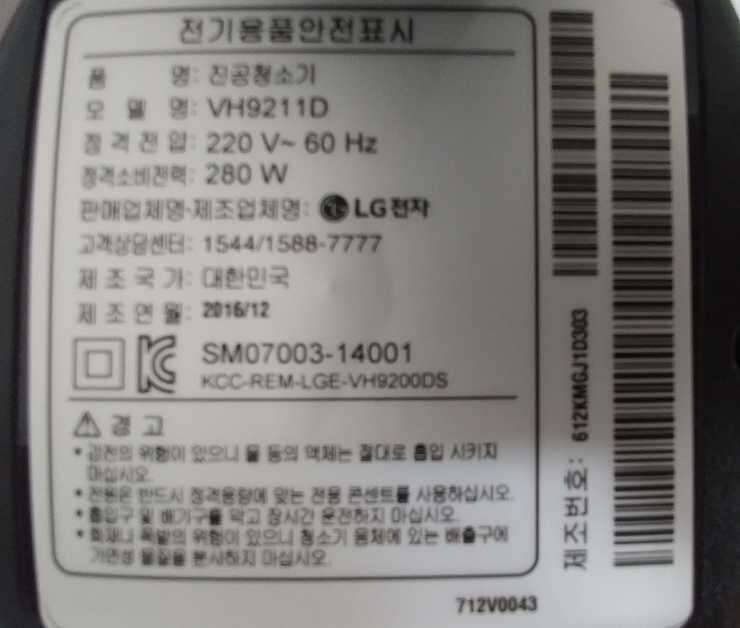 전기용품안전표시
품 명: 진공청소기
모 델 명: VH9211D
정 격 전 압: 220 V~ 60 Hz
정격소비전력: 280 W
판매업체명·제조업체명: LG전자
고객상담센터: 1544/1588-7777
제 조 국 가: 대한민국
제 조 연 월: 2016/12
SM07003-14001
KCC-REM-LGE-VH9200DS
경 고
• 감전의 위험이 있으니 물 등의 액체는 절대로 흡입 시키지
마십시오.
• 전원은 반드시 정격용량에 맞는 전용 콘센트를 사용하십시오.
• 흡입구 및 배기구를 막고 장시간 운전하지 마십시오.
• 화재나 폭발의 위험이 있으니 청소기 몸체에 있는 배출구에
가연성 물질을 분사하지 마십시오.
712V0043
제조번호: 612KMGJ1D303